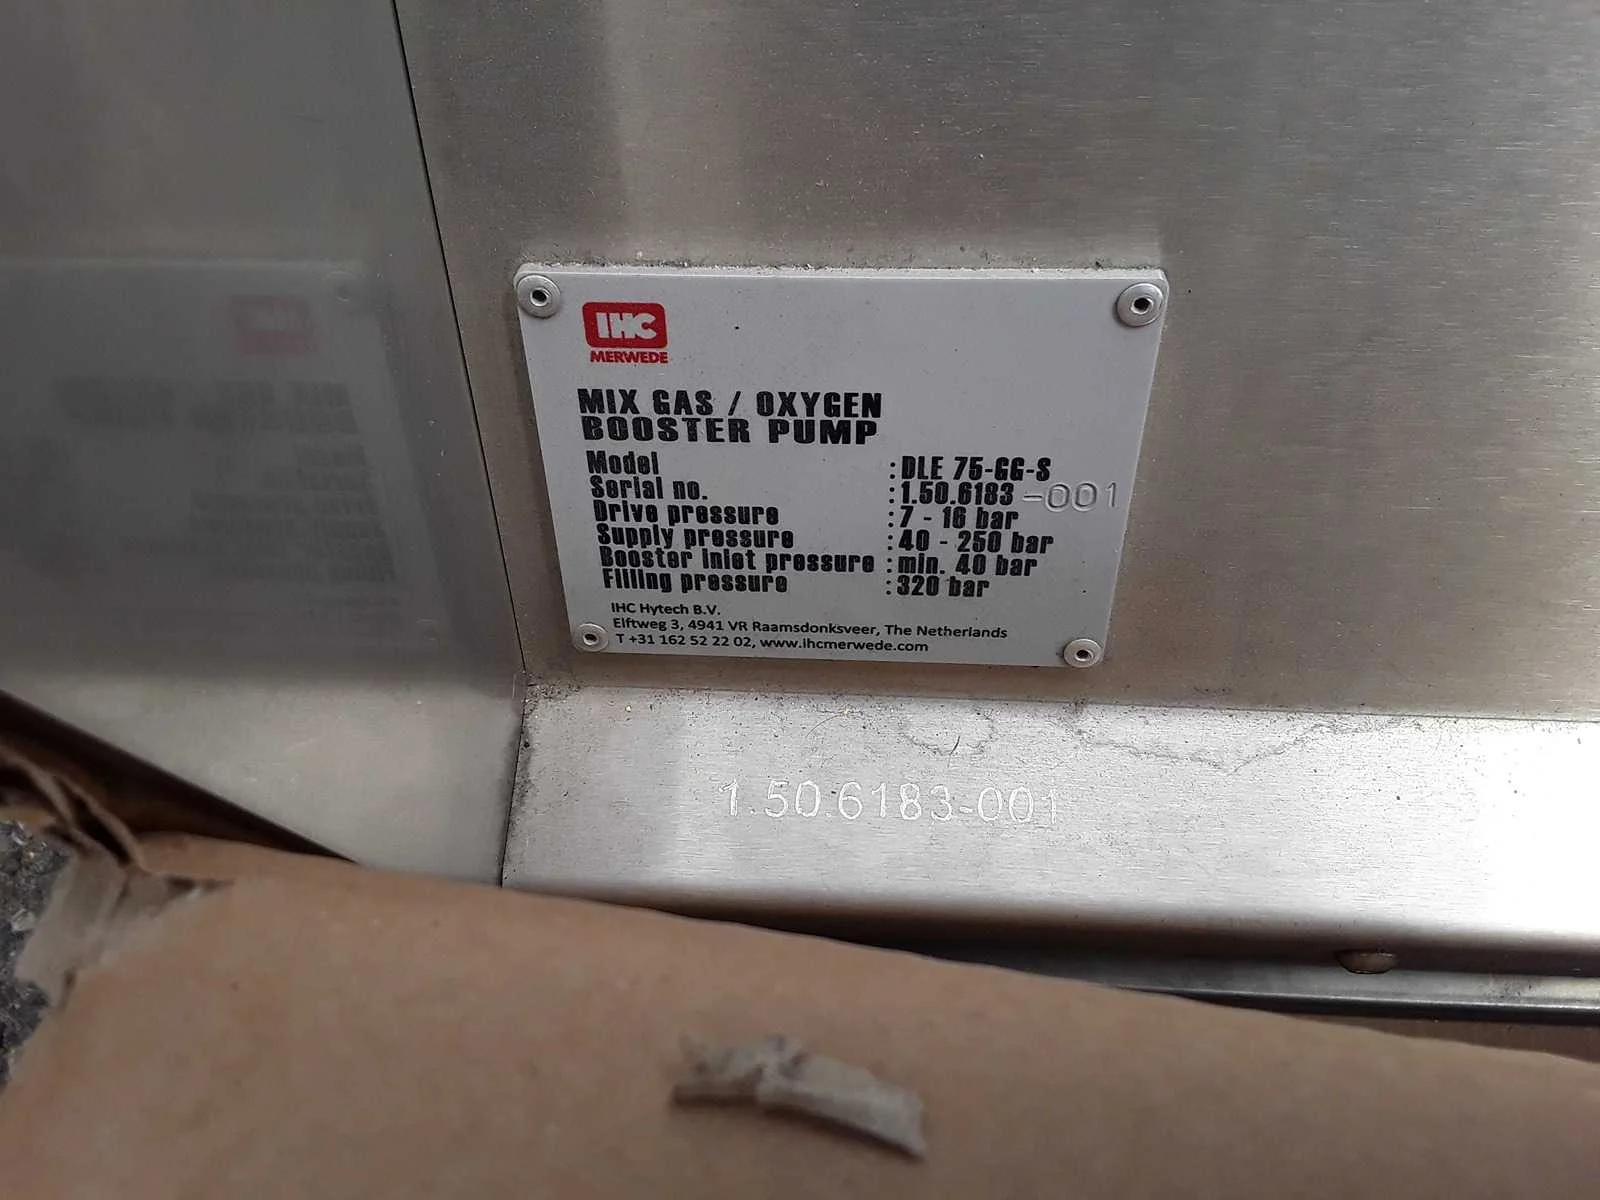 IHC
MERWEDE
MIX GAS / OXYGEN
BOOSTER PUMP
Model : DLE 75-GG-S
Serial no. : 1.50.6183 -001
Drive pressure : 7 - 16 bar
Supply pressure : 40 - 250 bar
Booster inlet pressure : min. 40 bar
Filling pressure : 320 bar
IHC Hytech B.V.
Elftweg 3, 4941 VR Raamsdonksveer, The Netherlands
T +31 162 52 22 02, www.ihcmerwede.com
1.50.6183-001